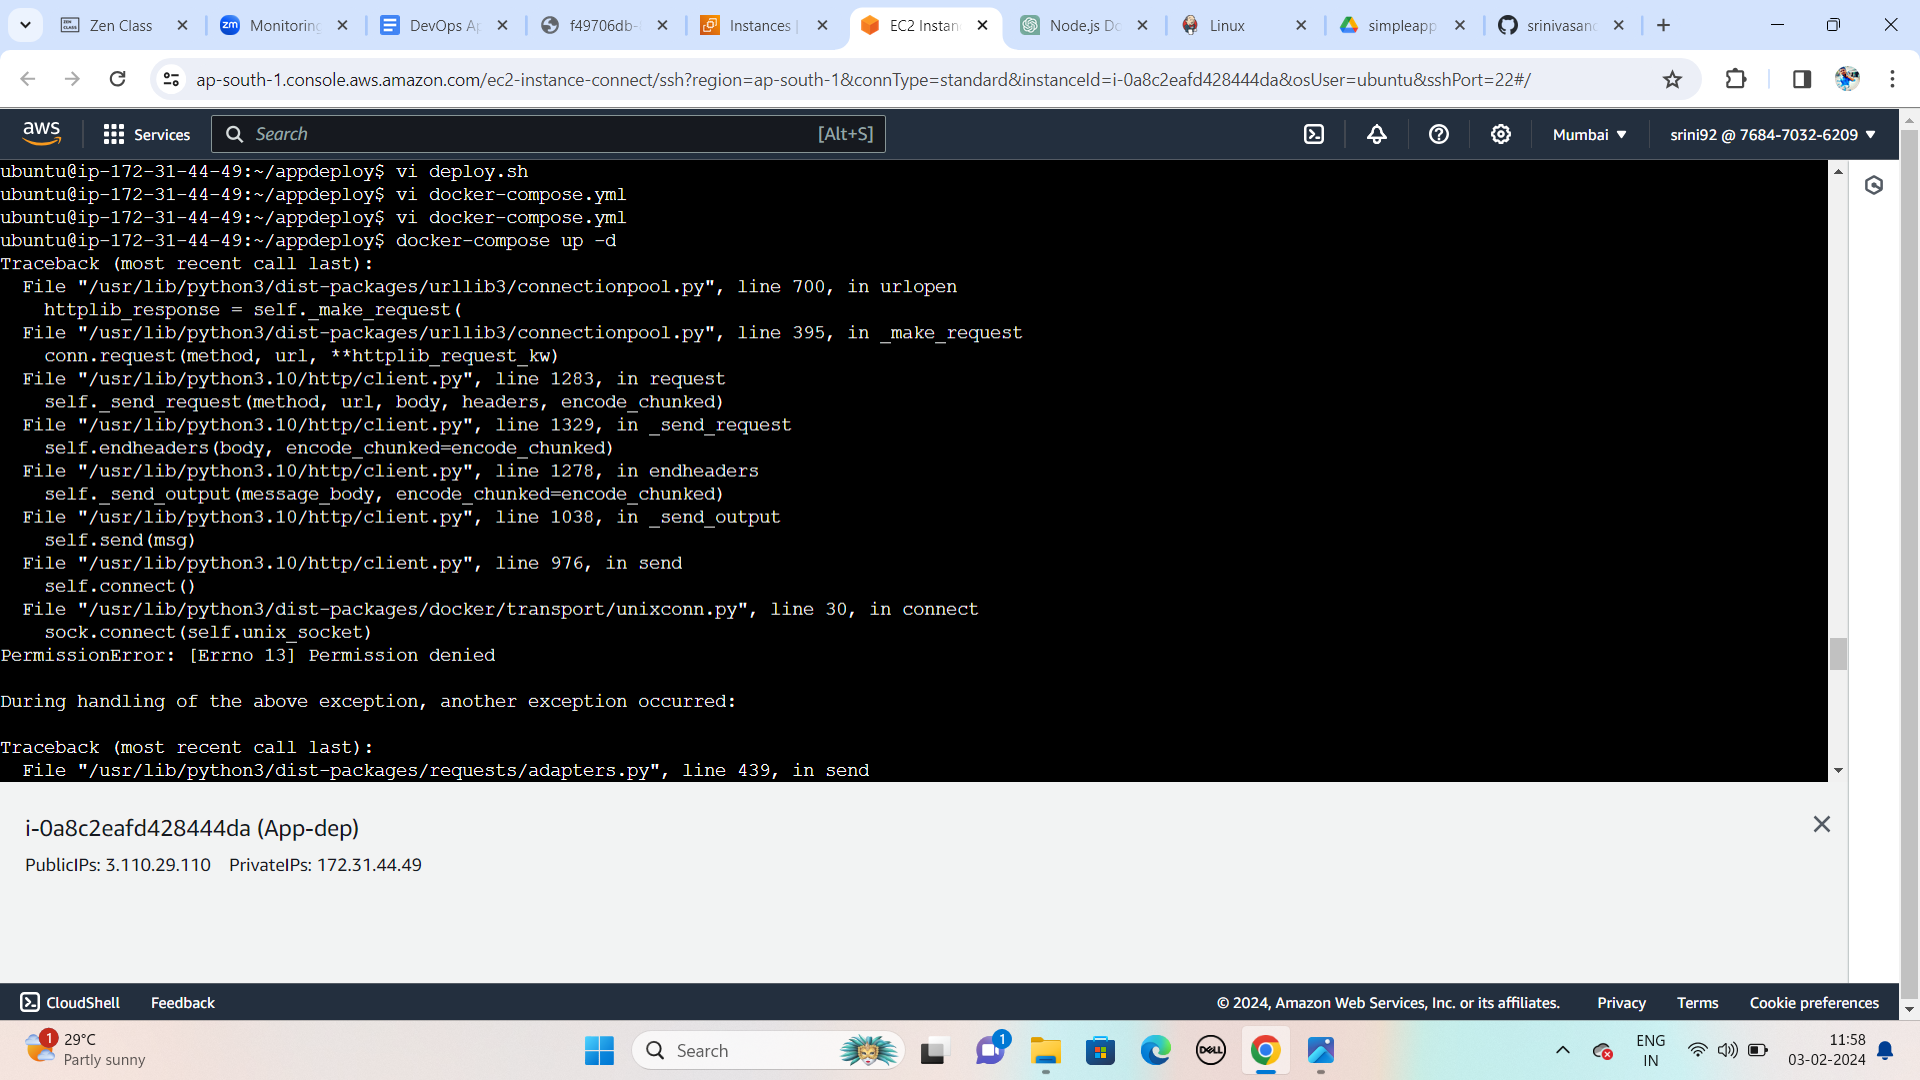 Zen Class
zm
Monitoring
DevOps Ap
f49706db-
Instances |
EC2 Instan
Node.js Do
Linux
simpleapp
srinivasan
ap-south-1.console.aws.amazon.com/ec2-instance-connect/ssh?region=ap-south-1&connType=standard&instanceId=i-0a8c2eafd428444da&osUser=ubuntu&sshPort=22#/
aws
Services
Search
[Alt+S]
Mumbai
srini92 @ 7684-7032-6209
ubuntu@ip-172-31-44-49:~/appdeploy$ vi deploy.sh
ubuntu@ip-172-31-44-49:~/appdeploy$ vi docker-compose.yml
ubuntu@ip-172-31-44-49:~/appdeploy$ vi docker-compose.yml
ubuntu@ip-172-31-44-49:~/appdeploy$ docker-compose up -d
Traceback (most recent call last):
  File "/usr/lib/python3/dist-packages/urllib3/connectionpool.py", line 700, in urlopen
    httplib_response = self._make_request(
  File "/usr/lib/python3/dist-packages/urllib3/connectionpool.py", line 395, in _make_request
    conn.request(method, url, **httplib_request_kw)
  File "/usr/lib/python3.10/http/client.py", line 1283, in request
    self._send_request(method, url, body, headers, encode_chunked)
  File "/usr/lib/python3.10/http/client.py", line 1329, in _send_request
    self.endheaders(body, encode_chunked=encode_chunked)
  File "/usr/lib/python3.10/http/client.py", line 1278, in endheaders
    self._send_output(message_body, encode_chunked=encode_chunked)
  File "/usr/lib/python3.10/http/client.py", line 1038, in _send_output
    self.send(msg)
  File "/usr/lib/python3.10/http/client.py", line 976, in send
    self.connect()
  File "/usr/lib/python3/dist-packages/docker/transport/unixconn.py", line 30, in connect
    sock.connect(self.unix_socket)
PermissionError: [Errno 13] Permission denied
During handling of the above exception, another exception occurred:
Traceback (most recent call last):
  File "/usr/lib/python3/dist-packages/requests/adapters.py", line 439, in send
i-0a8c2eafd428444da (App-dep)
PublicIPs: 3.110.29.110 PrivateIPs: 172.31.44.49
CloudShell
Feedback
© 2024, Amazon Web Services, Inc. or its affiliates.
Privacy
Terms
Cookie preferences
1
29°C
Partly sunny
Search
1
DELL
ENG
IN
11:58
03-02-2024